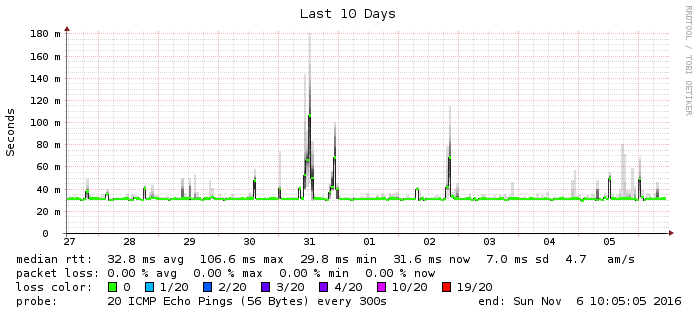 Last 10 Days
RRDTOOL / TOBI OETIKER
Seconds
180 m
160 m
140 m
120 m
100 m
80 m
60 m
40 m
20 m
0
27 28 29 30 31 01 02 03 04 05
median rtt: 32.8 ms avg 106.6 ms max 29.8 ms min 31.6 ms now 7.0 ms sd 4.7 am/s
packet loss: 0.00 % avg 0.00 % max 0.00 % min 0.00 % now
loss color: 0 1/20 2/20 3/20 4/20 10/20 19/20
probe: 20 ICMP Echo Pings (56 Bytes) every 300s end: Sun Nov 6 10:05:05 2016